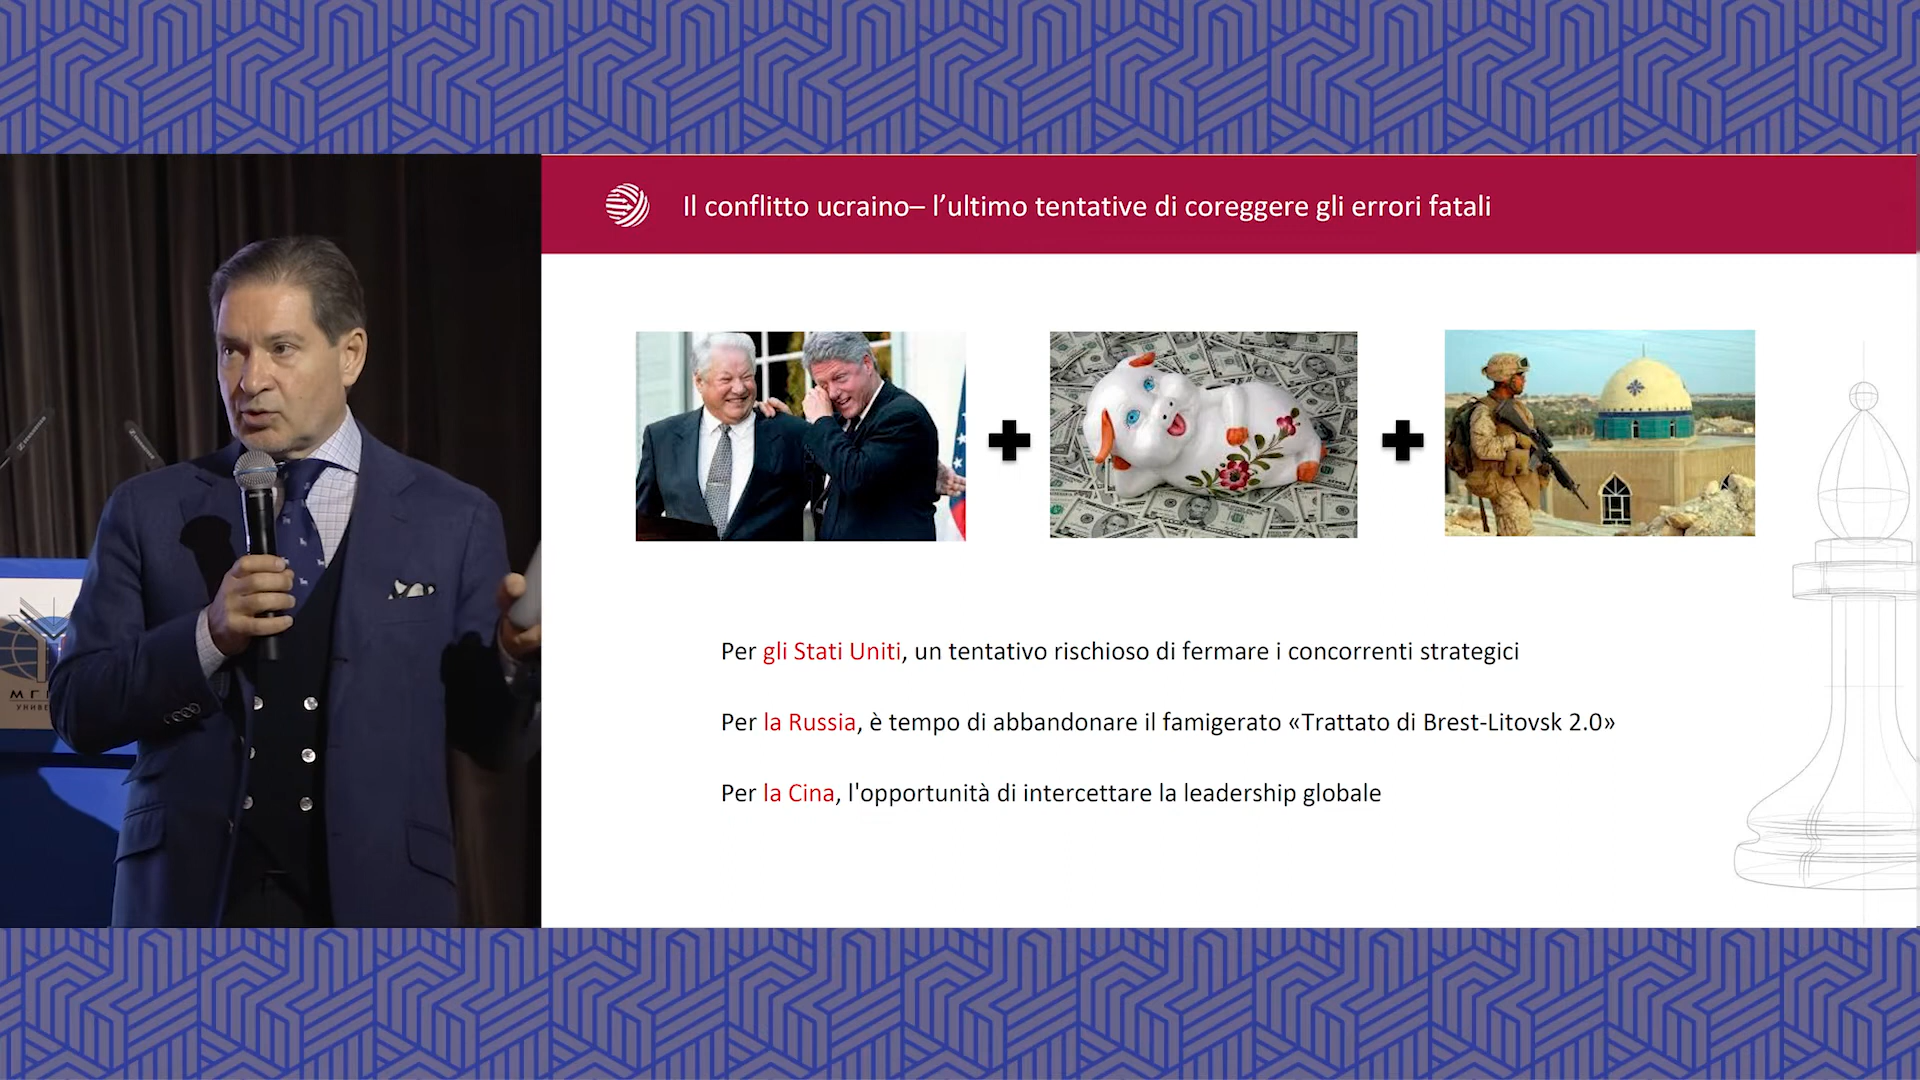 Il conflitto ucraino– l’ultimo tentative di coreggere gli errori fatali
Per gli Stati Uniti, un tentativo rischioso di fermare i concorrenti strategici
Per la Russia, è tempo di abbandonare il famigerato «Trattato di Brest-Litovsk 2.0»
Per la Cina, l'opportunità di intercettare la leadership globale